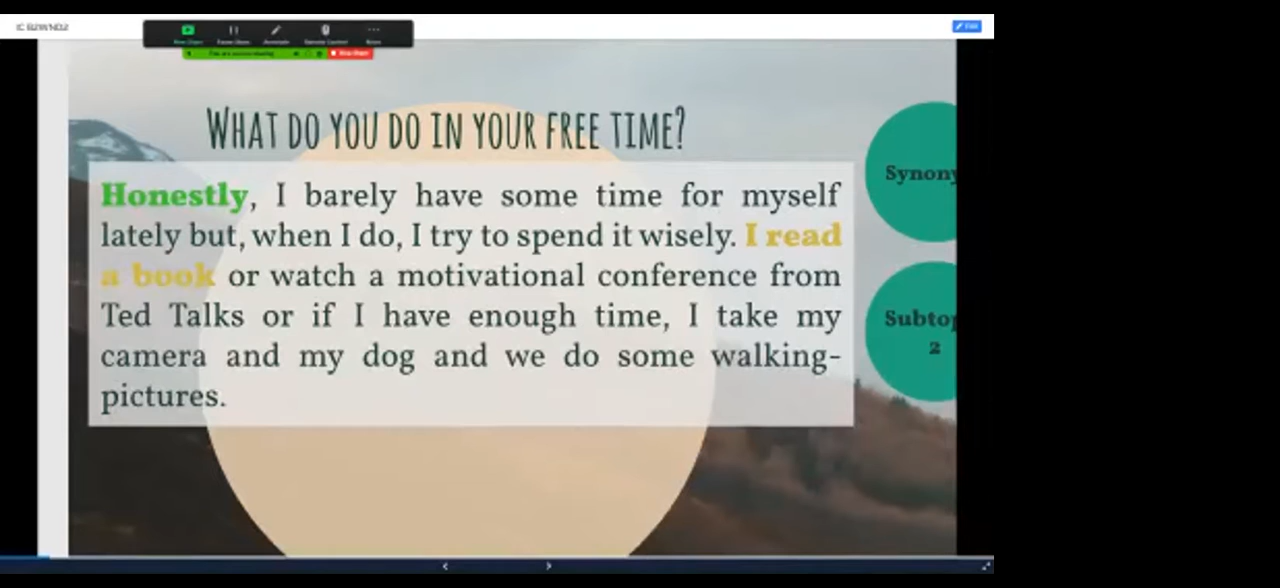 WHAT DO YOU DO IN YOUR FREE TIME?
Honestly, I barely have some time for myself
lately but, when I do, I try to spend it wisely. I read
a book or watch a motivational conference from
Ted Talks or if I have enough time, I take my
camera and my dog and we do some walking-
pictures.
Synony
Subtop
2